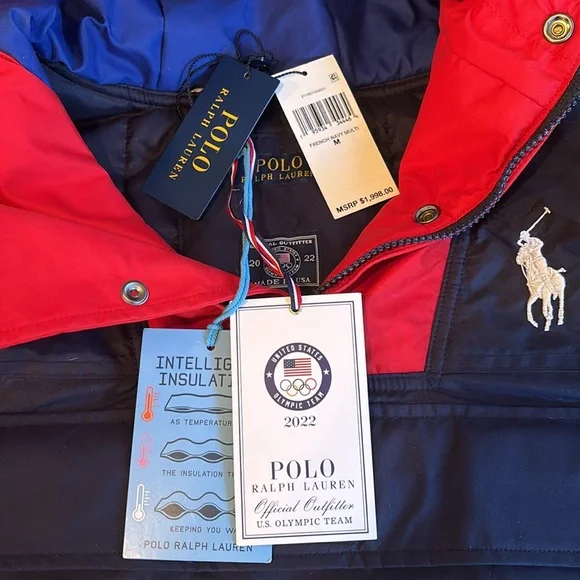 POLO
RALPH LAUREN
FRENCH NAVY MULTI
M
MSRP $1,998.00
POLO
RALPH LAUREN
OUTFITTER
20 22
MADE IN USA
INTELLIG
INSULATI
AS TEMPERATUR
THE INSULATION
KEEPING YOU WA
POLO RALPH LAUREN
UNITED STATES
OLYMPIC TEAM
2022
POLO
RALPH LAUREN
Official Outfitter
U.S. OLYMPIC TEAM